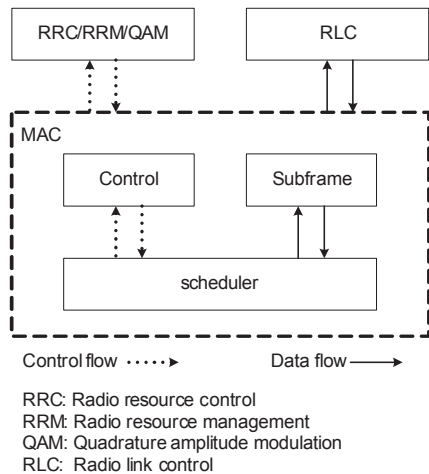 RRC/RRM/QAM
RLC
MAC
Control
Subframe
scheduler
Control flow
Data flow
RRC: Radio resource control
RRM: Radio resource management
QAM: Quadrature amplitude modulation
RLC: Radio link control